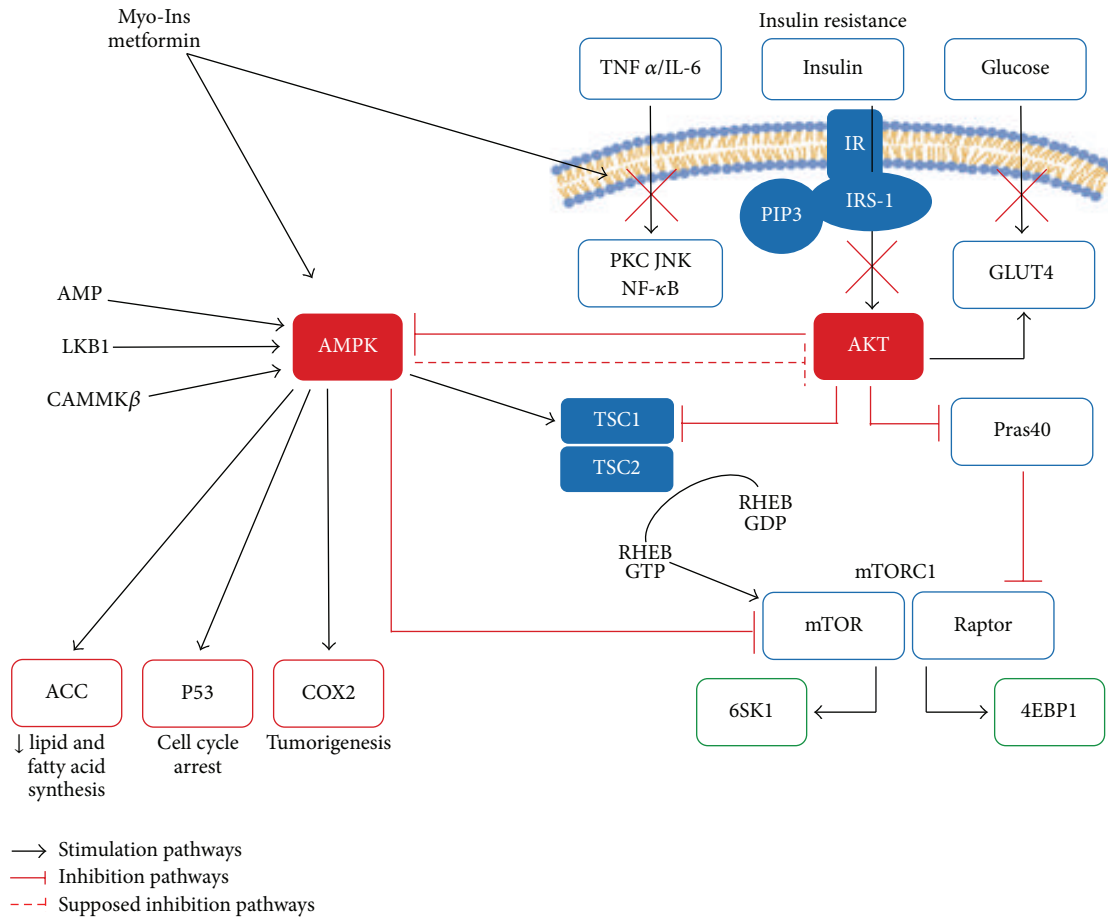 Myo-Ins
metformin
Insulin resistance
TNF α/IL-6
Insulin
Glucose
IR
IRS-1
PIP3
PKC JNK
NF-κB
GLUT4
AMP
LKB1
CAMMKβ
AMPK
AKT
TSC1
TSC2
Pras40
RHEB
GDP
RHEB
GTP
mTORC1
mTOR
Raptor
ACC
P53
COX2
6SK1
4EBP1
↓ lipid and
fatty acid
synthesis
Cell cycle
arrest
Tumorigenesis
Stimulation pathways
Inhibition pathways
Supposed inhibition pathways